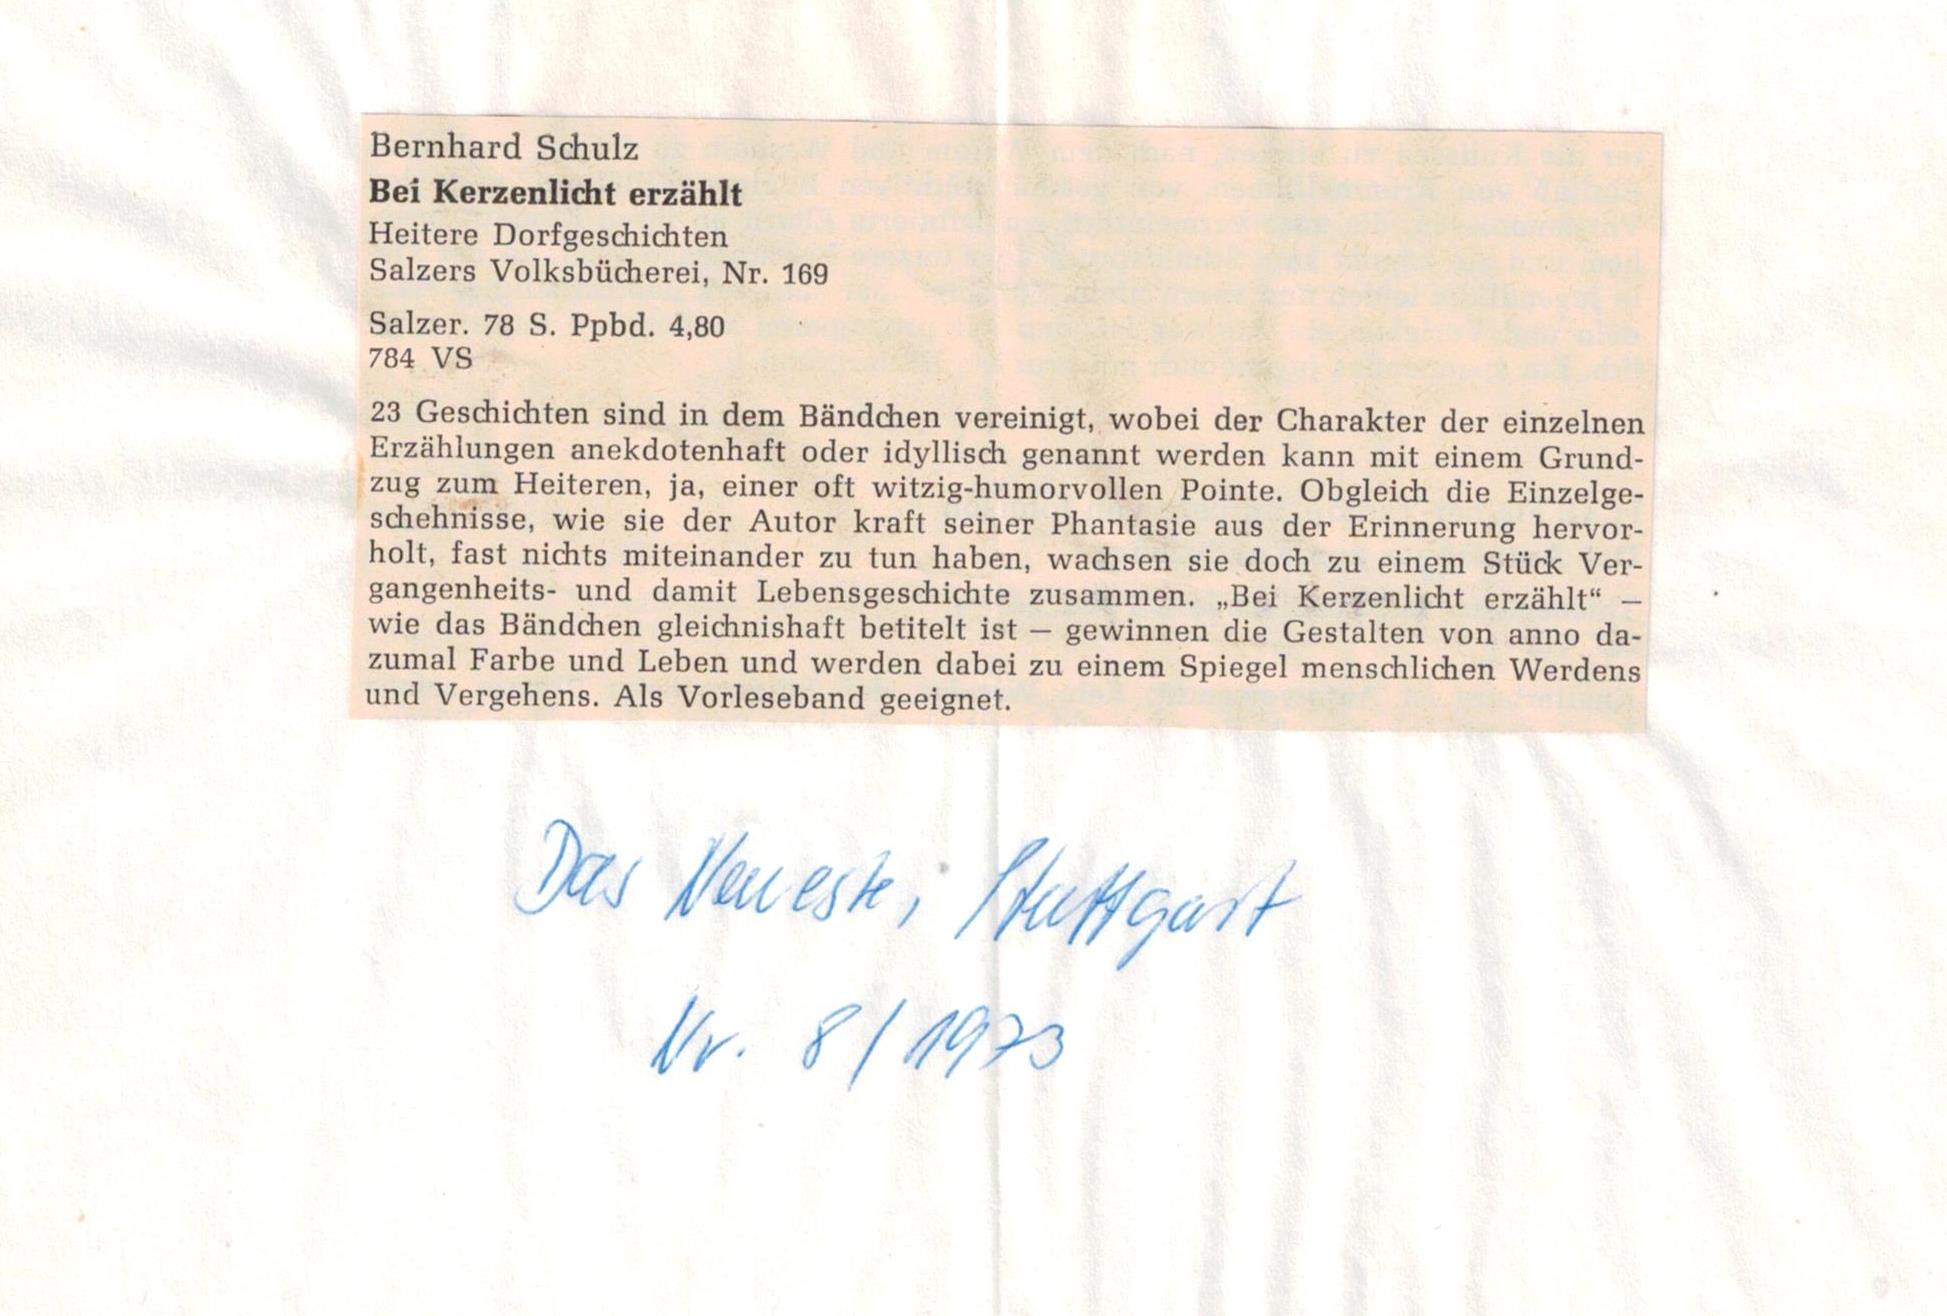 Bernhard Schulz
Bei Kerzenlicht erzählt
Heitere Dorfgeschichten
Salzers Volksbücherei, Nr. 169
Salzer. 78 S. Ppbd. 4,80
784 VS
23 Geschichten sind in dem Bändchen vereinigt, wobei der Charakter der einzelnen
Erzählungen anekdotenhaft oder idyllisch genannt werden kann mit einem Grund-
zug zum Heiteren, ja, einer oft witzig-humorvollen Pointe. Obgleich die Einzelge-
schehnisse, wie sie der Autor kraft seiner Phantasie aus der Erinnerung hervor-
holt, fast nichts miteinander zu tun haben, wachsen sie doch zu einem Stück Ver-
gangenheits- und damit Lebensgeschichte zusammen. „Bei Kerzenlicht erzählt“ —
wie das Bändchen gleichnishaft betitelt ist — gewinnen die Gestalten von anno da-
zumal Farbe und Leben und werden dabei zu einem Spiegel menschlichen Werdens
und Vergehens. Als Vorleseband geeignet.
Das Neueste, Stuttgart
Nr. 8/1973